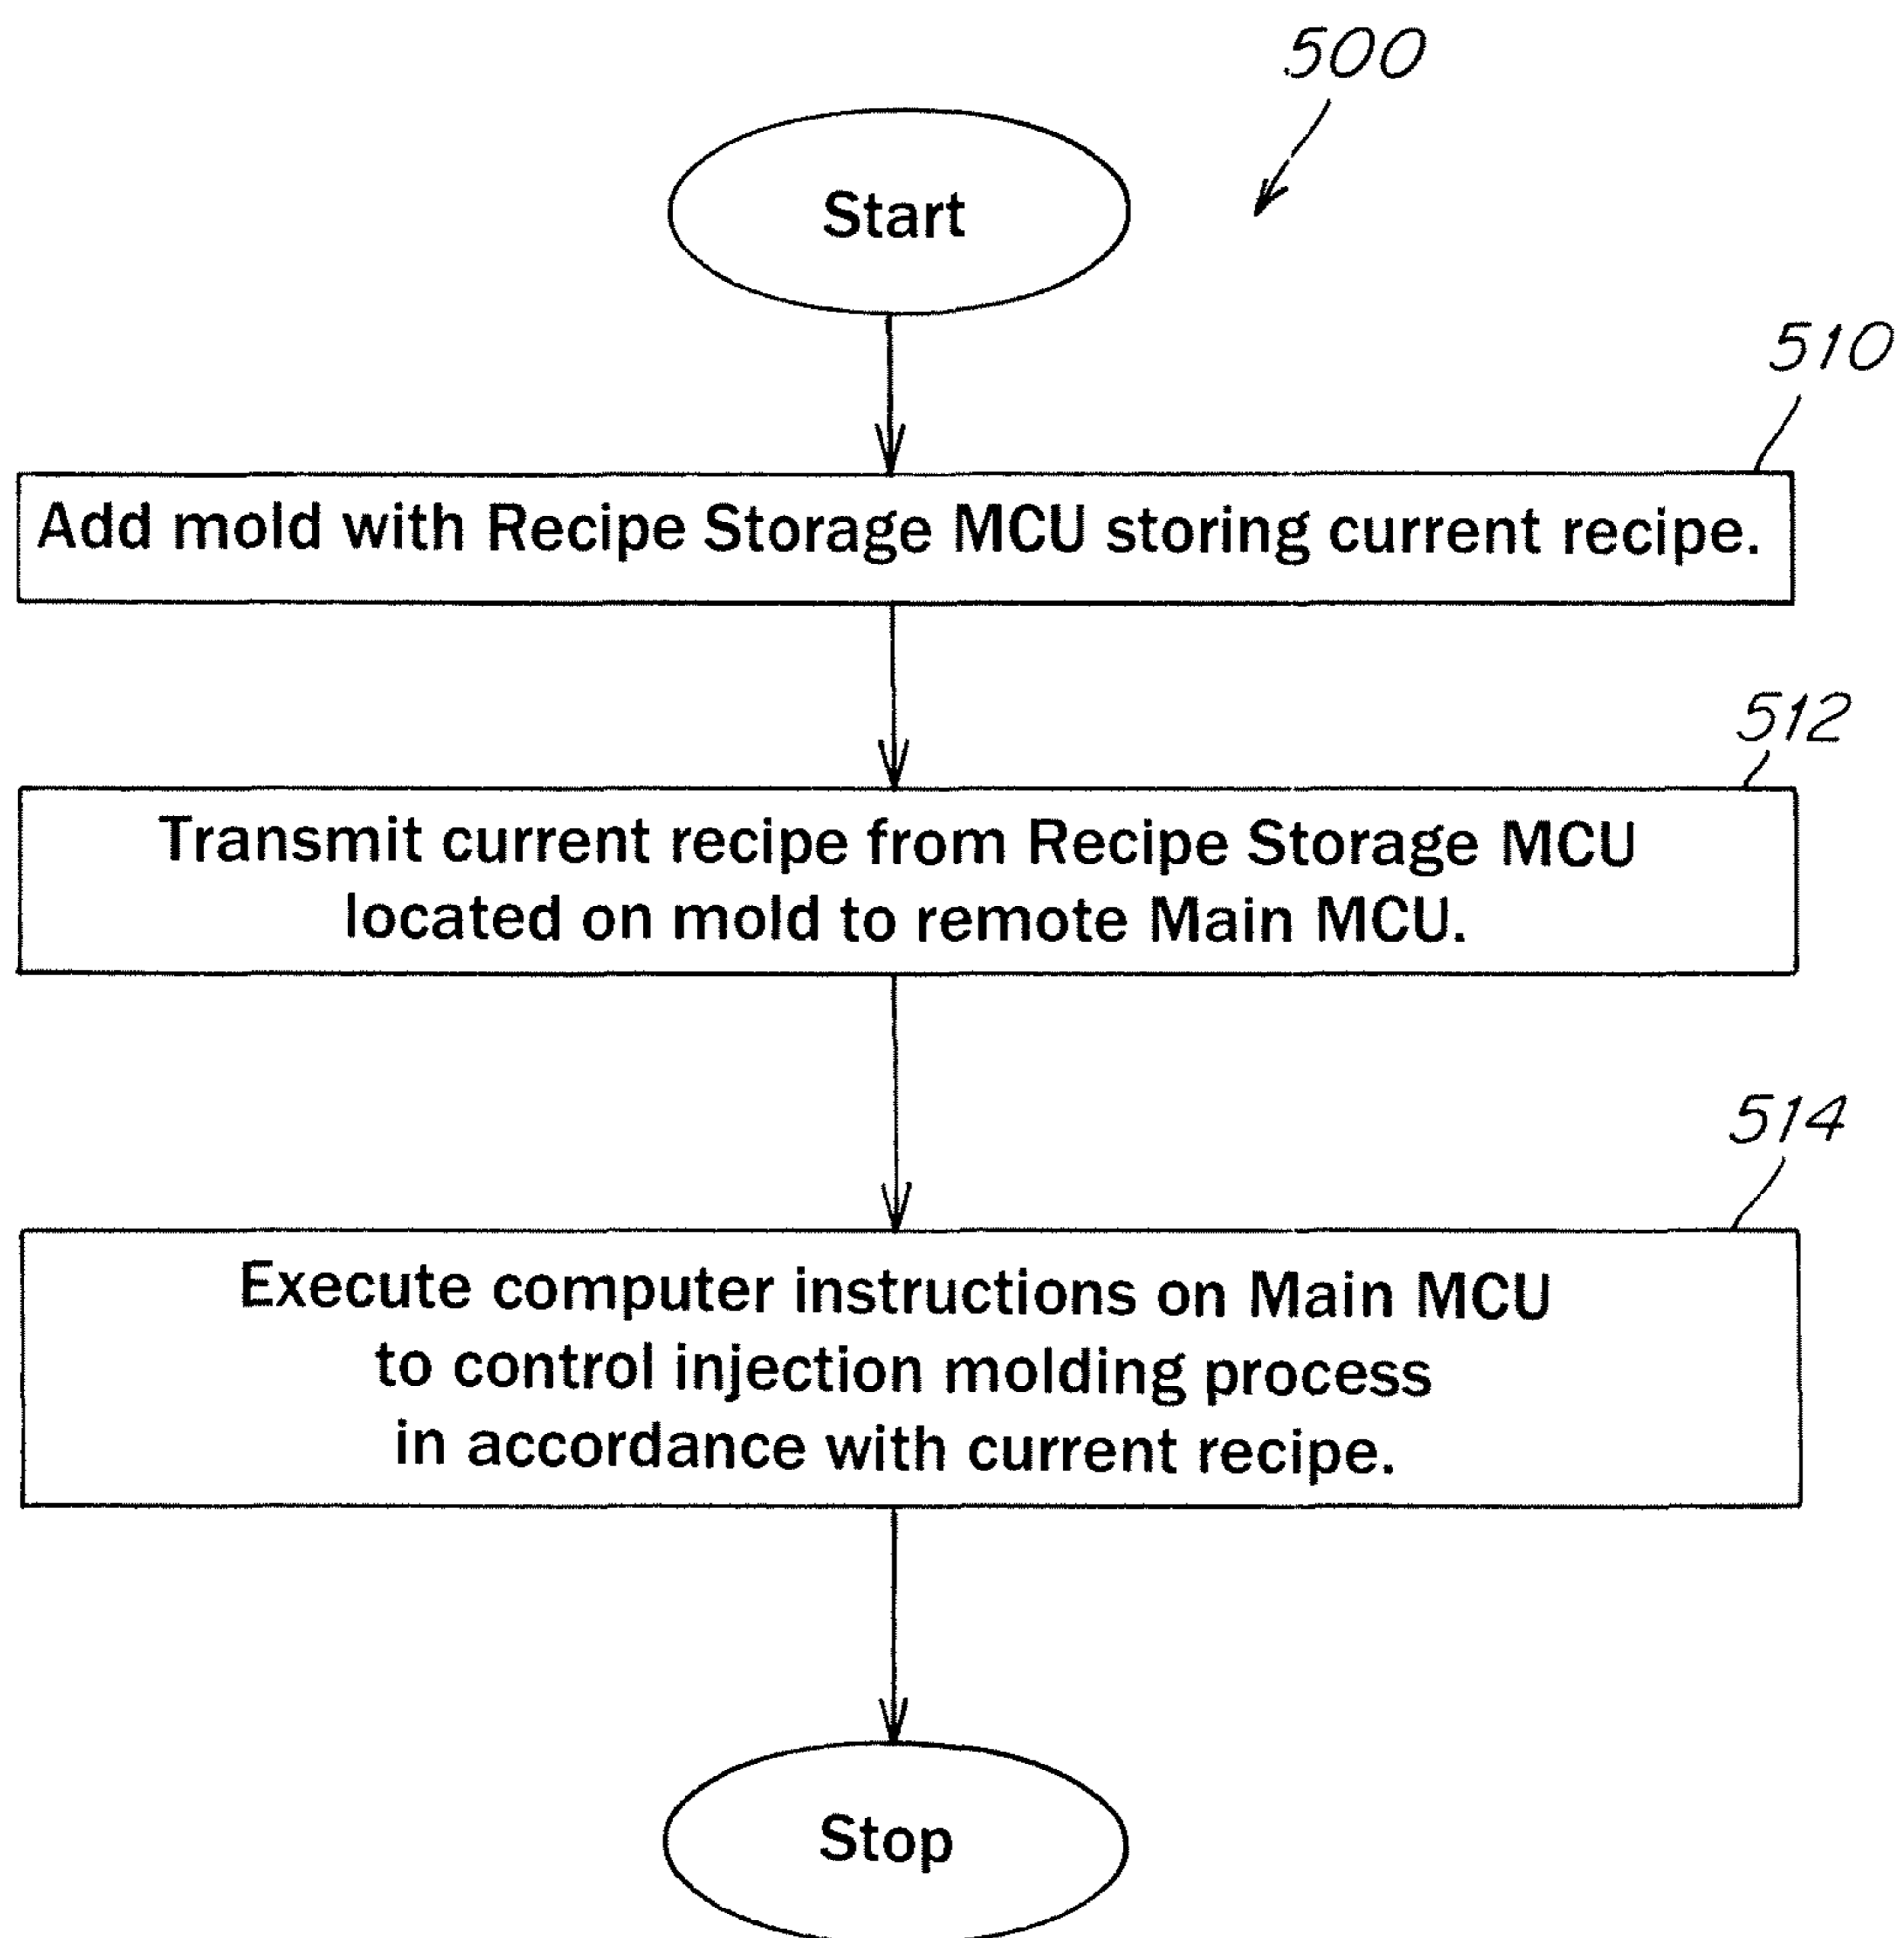 500
Start
510
Add mold with Recipe Storage MCU storing current recipe.
512
Transmit current recipe from Recipe Storage MCU
located on mold to remote Main MCU.
514
Execute computer instructions on Main MCU
to control injection molding process
in accordance with current recipe.
Stop